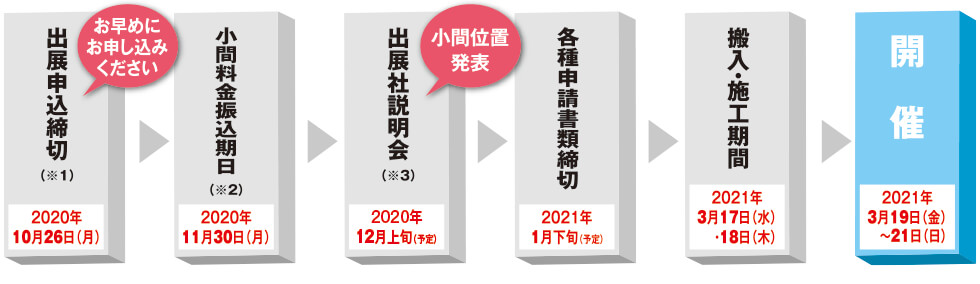 お早めに
お申し込み
ください
出展申込締切
（※1）
2020年
10月26日（月）
小間料金振込期日
（※2）
2020年
11月30日（月）
出展社説明会
（※3）
2020年
12月上旬（予定）
小間位置
発表
各種申請書類締切
2021年
1月下旬（予定）
搬入・施工期間
2021年
3月17日（水）
・18日（木）
開催
2021年
3月19日（金）
〜21日（日）